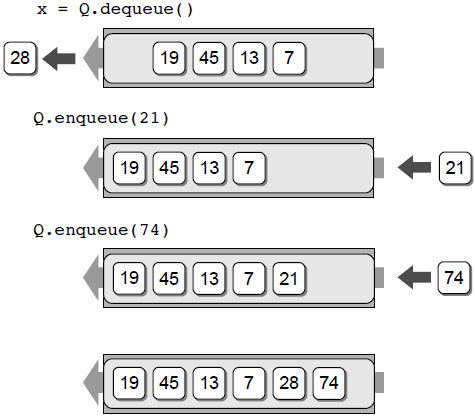 x = Q.dequeue()
28 19 45 13 7
Q.enqueue(21)
19 45 13 7 21
Q.enqueue(74)
19 45 13 7 21 74
19 45 13 7 28 74